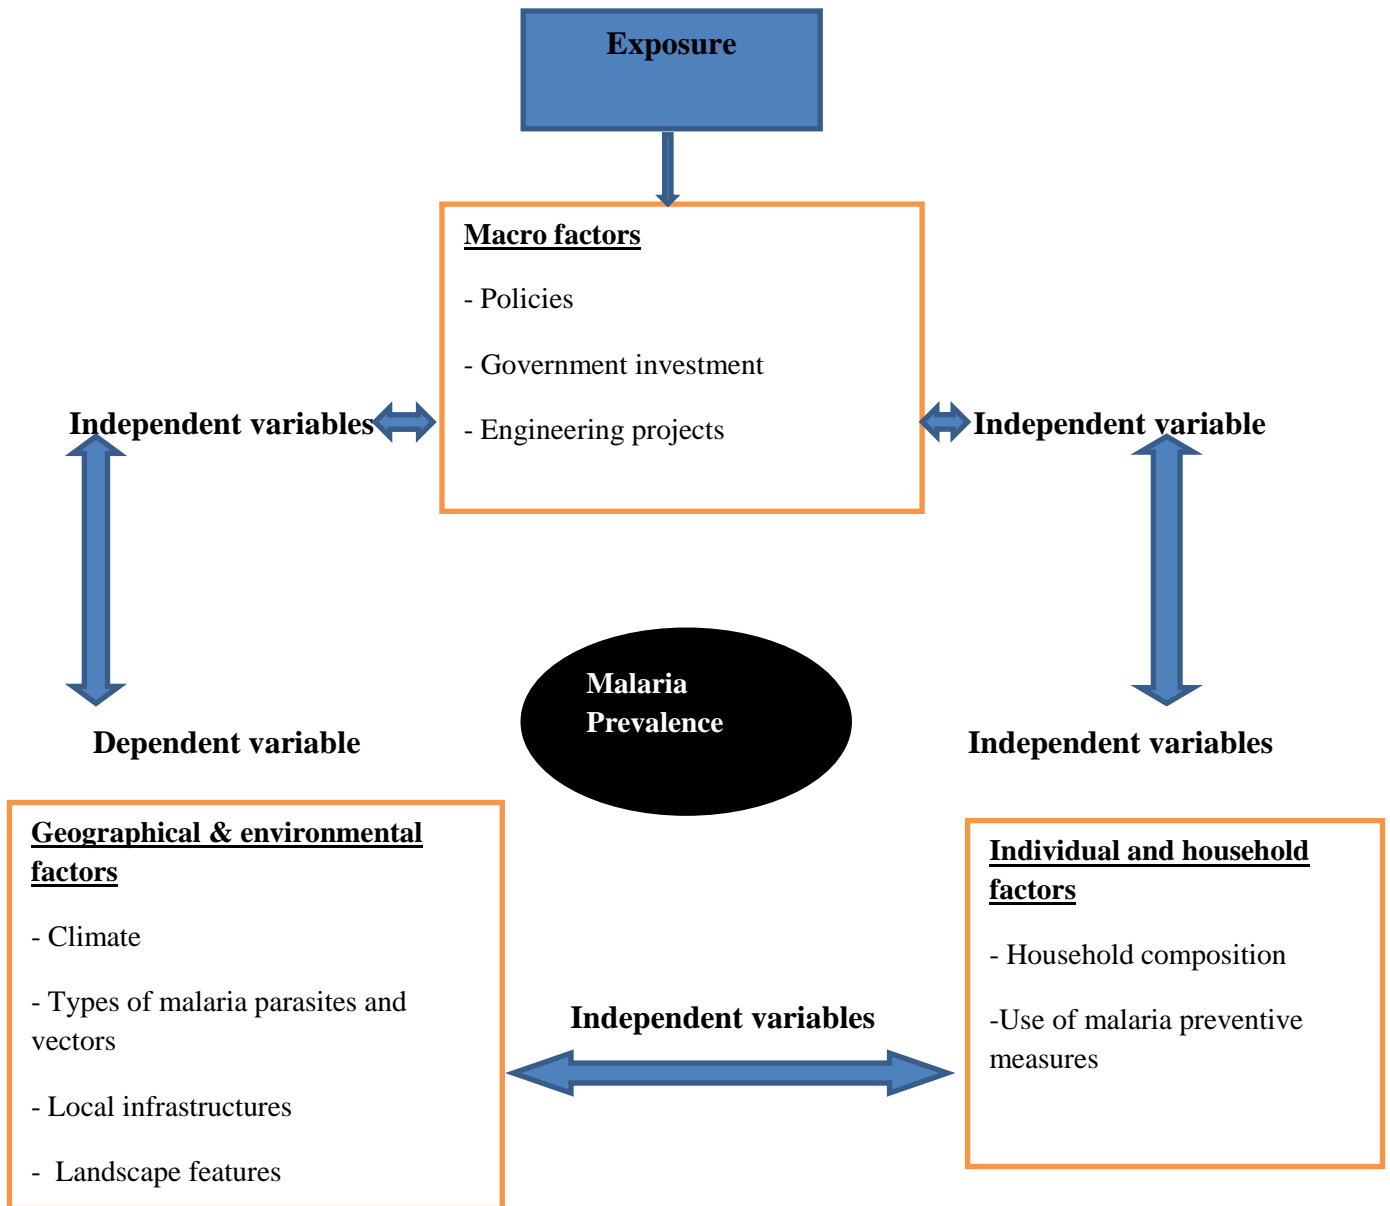 Exposure
Macro factors
- Policies
- Government investment
- Engineering projects
Independent variables
Independent variable
Malaria
Prevalence
Dependent variable
Independent variables
Geographical & environmental
factors
- Climate
- Types of malaria parasites and
vectors
- Local infrastructures
- Landscape features
Independent variables
Individual and household
factors
- Household composition
-Use of malaria preventive
measures